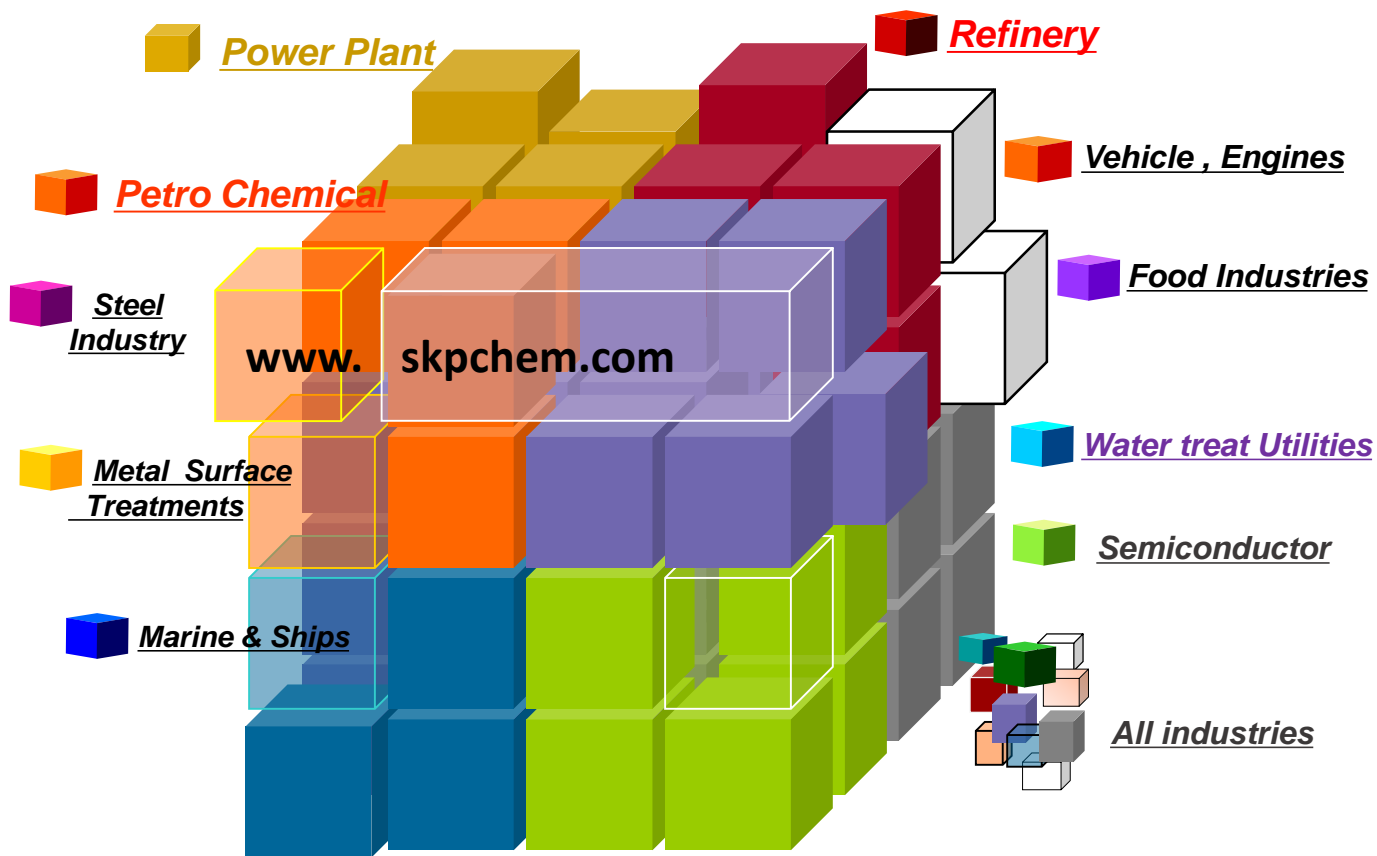 Power Plant
Refinery
Vehicle , Engines
Petro Chemical
Food Industries
Steel
Industry
www. skpchem.com
Water treat Utilities
Metal Surface
Treatments
Semiconductor
Marine & Ships
All industries